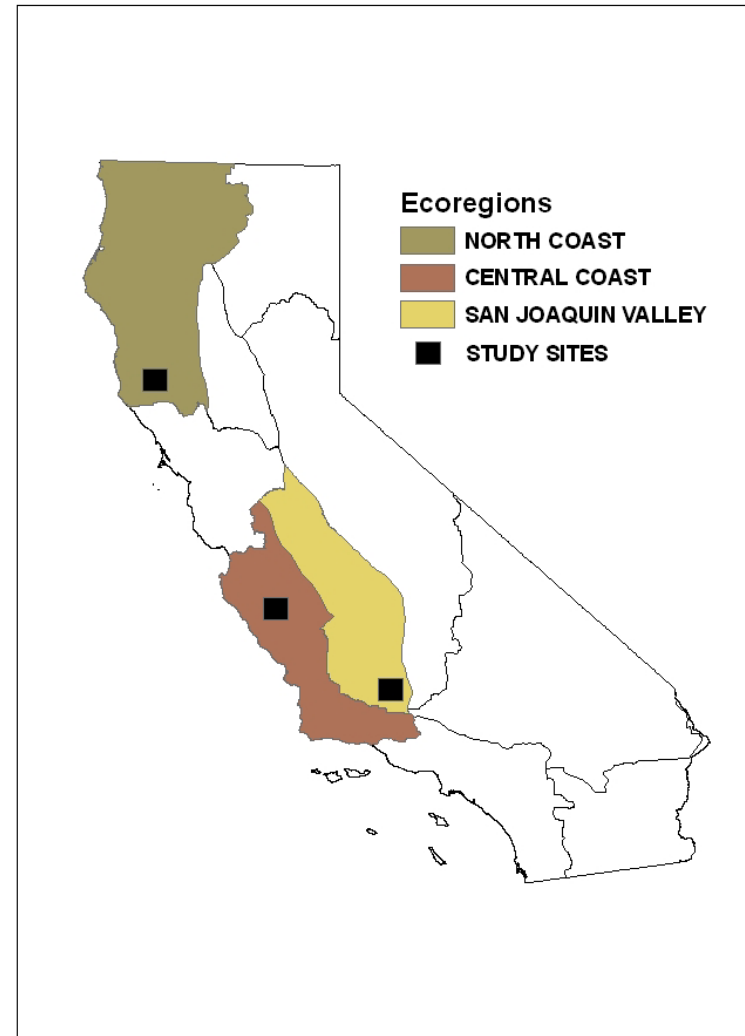 Ecoregions
NORTH COAST
CENTRAL COAST
SAN JOAQUIN VALLEY
STUDY SITES